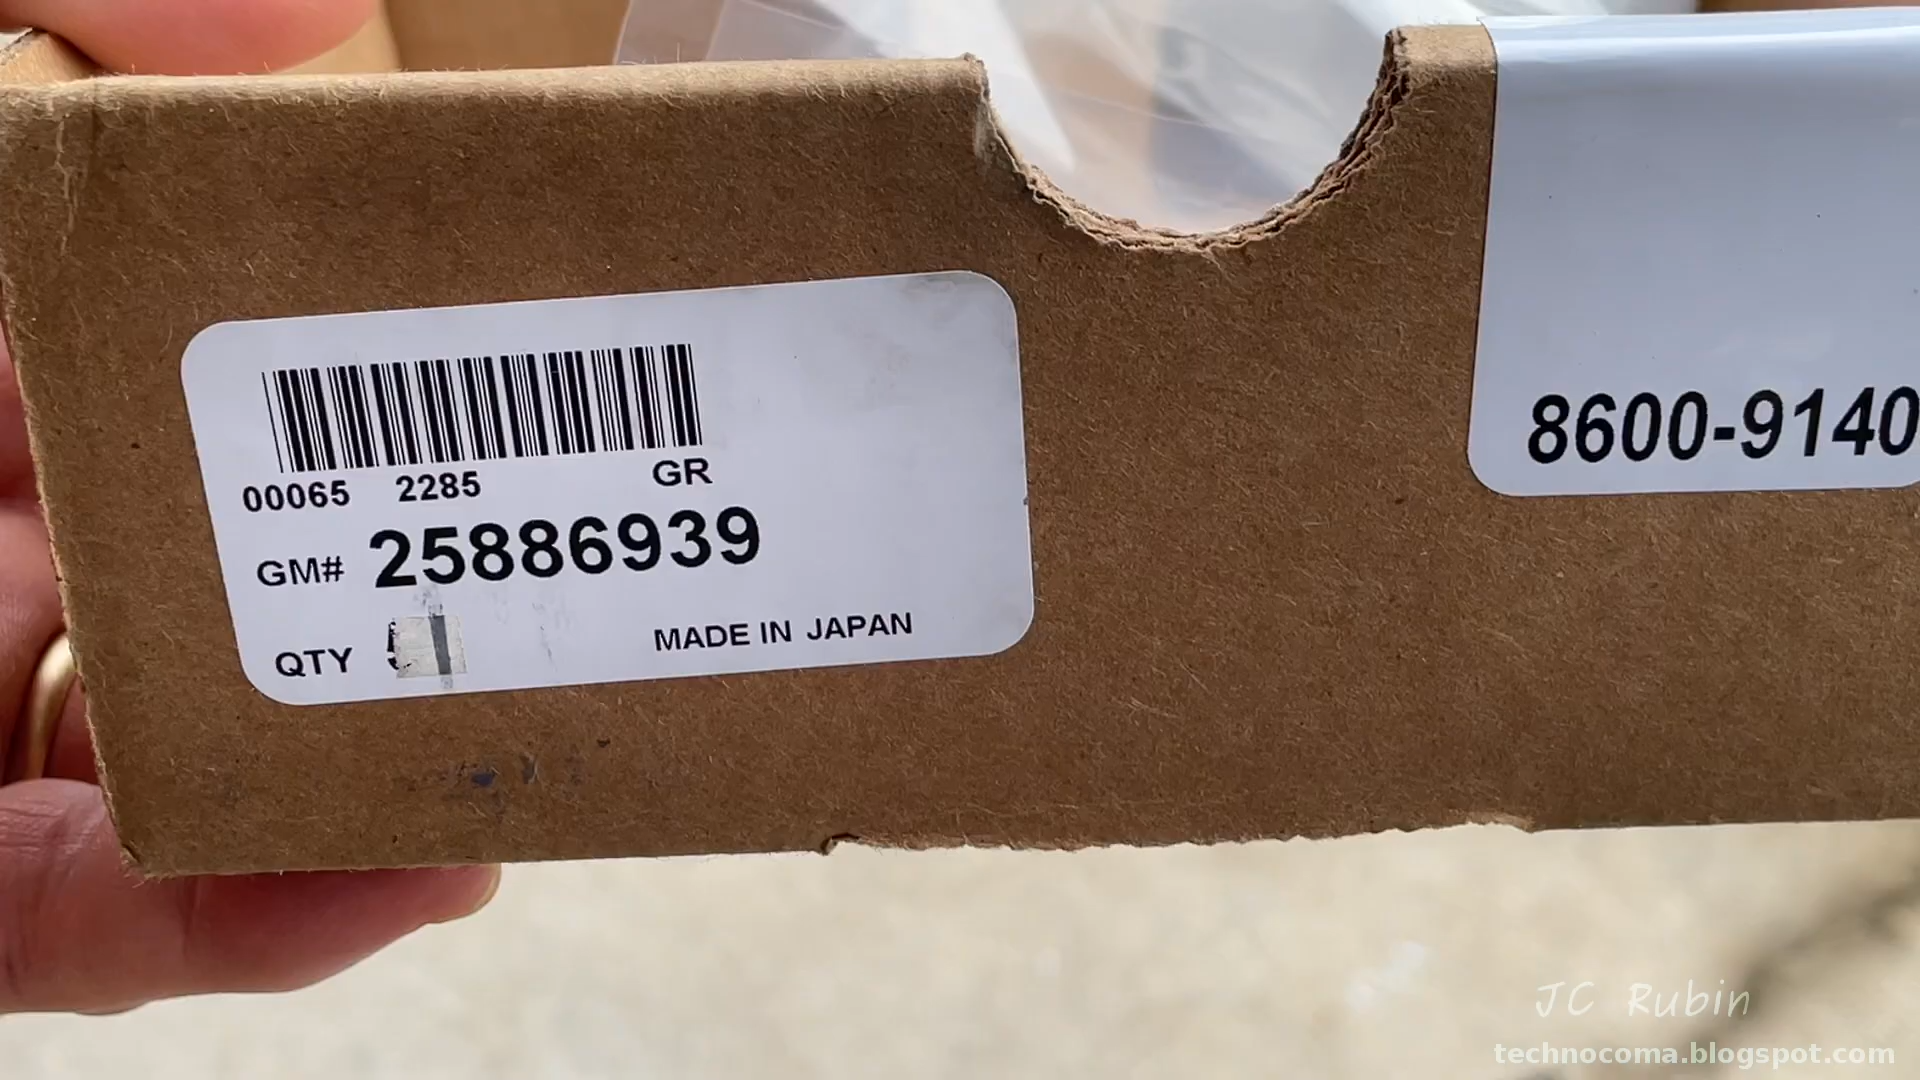 00065 2285 GR
GM# 25886939
QTY
MADE IN JAPAN
8600-9140
JC Rubin
technocoma.blogspot.com